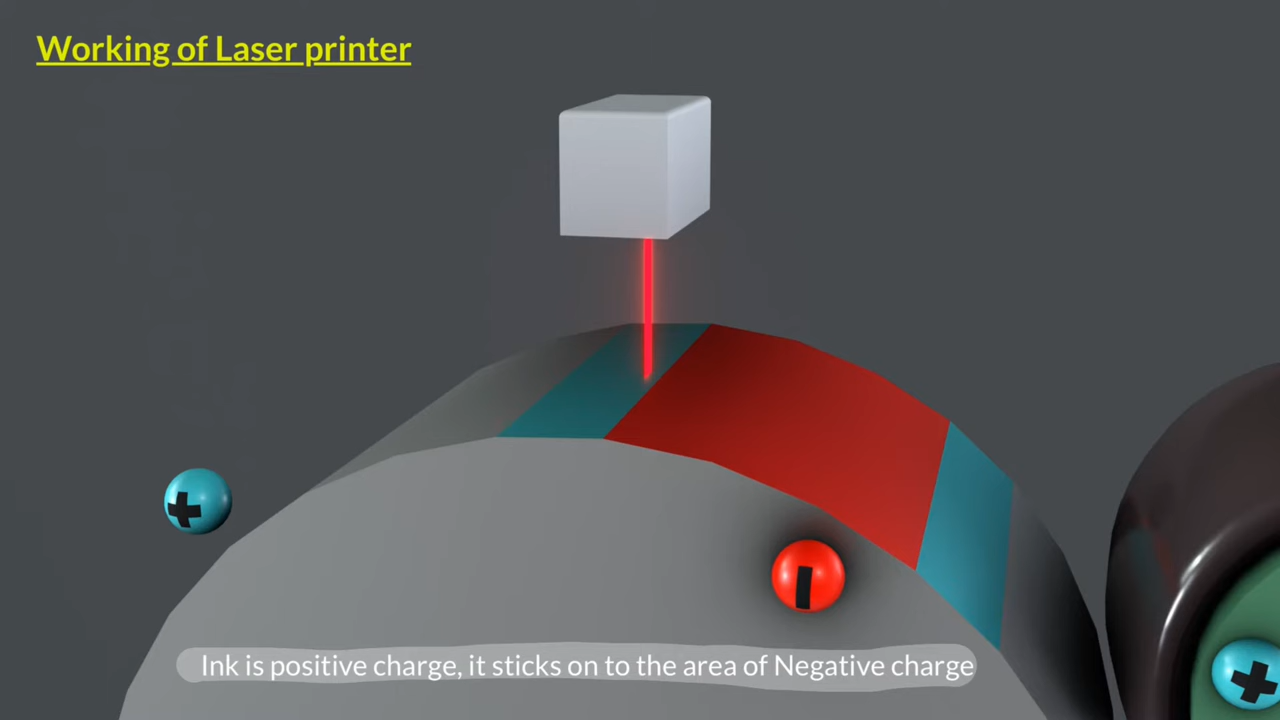 Working of Laser printer
+
-
+
Ink is positive charge, it sticks on to the area of Negative charge